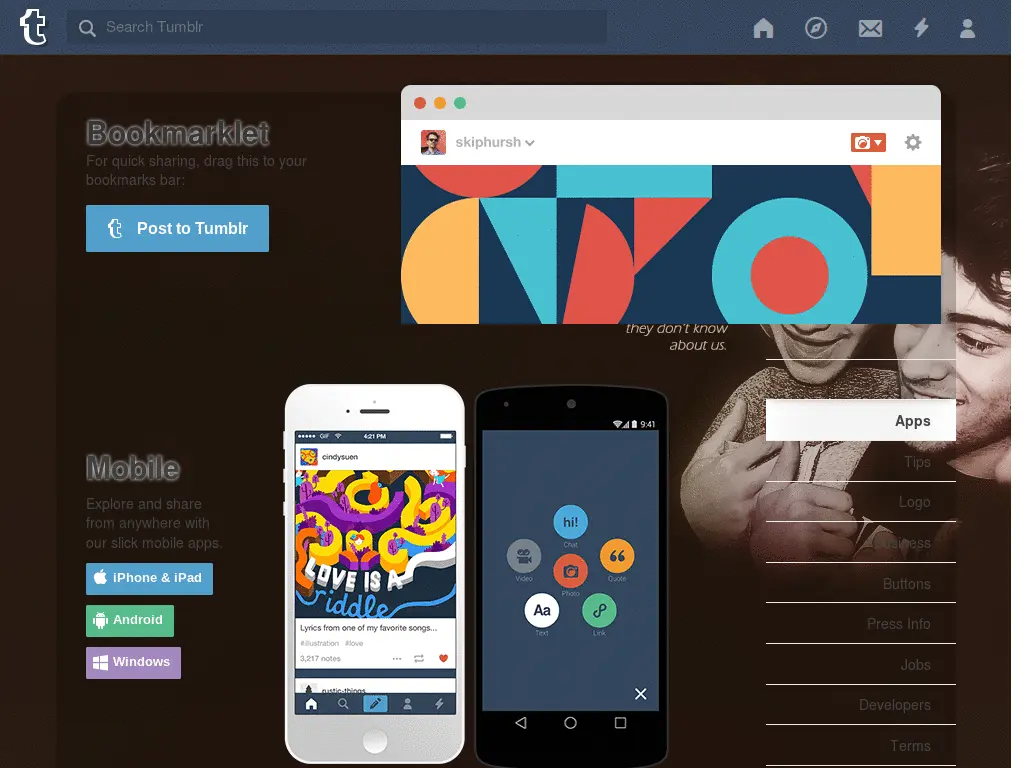 Search Tumblr
Bookmarklet
For quick sharing, drag this to your
bookmarks bar:
Post to Tumblr
skiphursh
they don't know
about us.
Mobile
Explore and share
from anywhere with
our slick mobile apps.
iPhone & iPad
Android
Windows
GIF
4:21 PM
cindysuen
LOVE IS A
riddle
Lyrics from one of my favorite songs...
#illustration #love
3,217 notes
rustic-things
9:41
hi!
Chat
Video
Quote
Photo
Aa
Text
Link
Apps
Tips
Logo
Business
Buttons
Press Info
Jobs
Developers
Terms